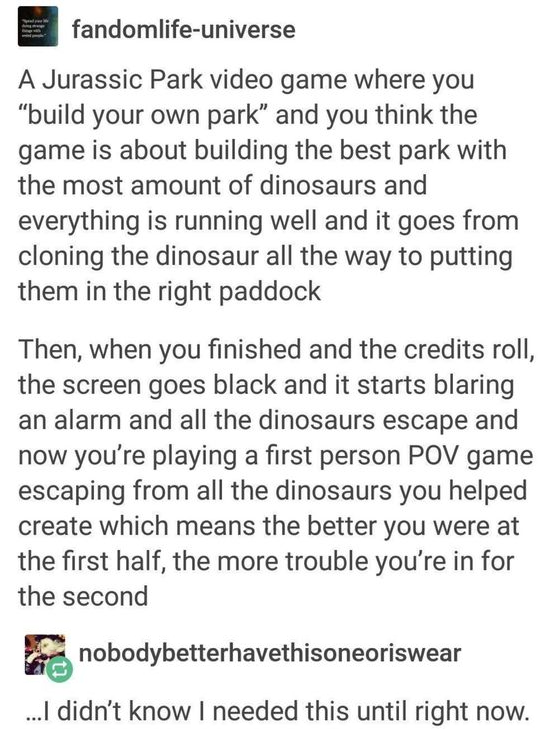 "Spend your life
doing strange
things with
weird people"
fandomlife-universe
A Jurassic Park video game where you
“build your own park” and you think the
game is about building the best park with
the most amount of dinosaurs and
everything is running well and it goes from
cloning the dinosaur all the way to putting
them in the right paddock
Then, when you finished and the credits roll,
the screen goes black and it starts blaring
an alarm and all the dinosaurs escape and
now you’re playing a first person POV game
escaping from all the dinosaurs you helped
create which means the better you were at
the first half, the more trouble you’re in for
the second
nobodybetterhavethisoneoriswear
...I didn’t know I needed this until right now.